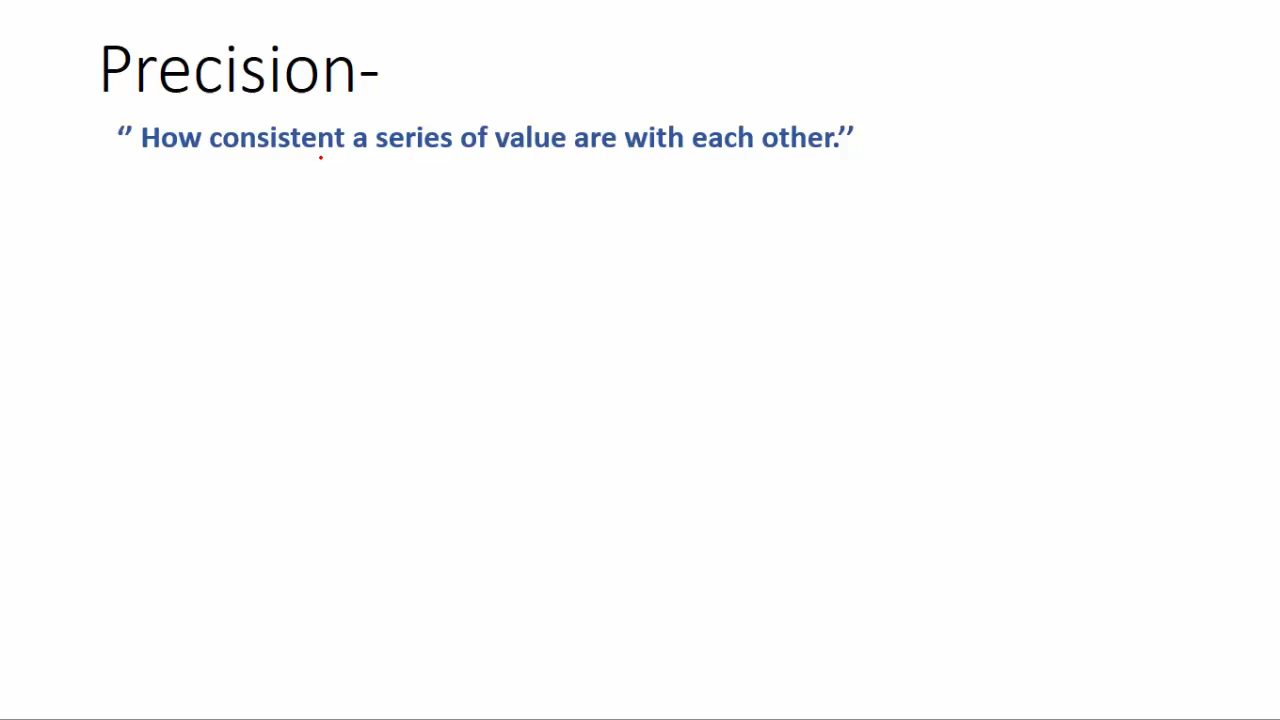 Precision-
‘’ How consistent a series of value are with each other.’’